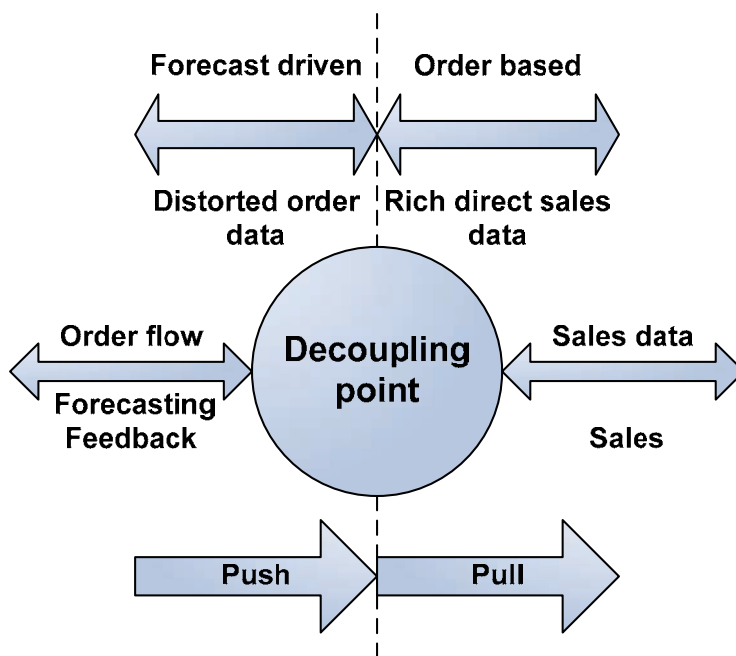 Forecast driven
Order based
Distorted order
data
Rich direct sales
data
Order flow
Forecasting
Feedback
Decoupling
point
Sales data
Sales
Push
Pull